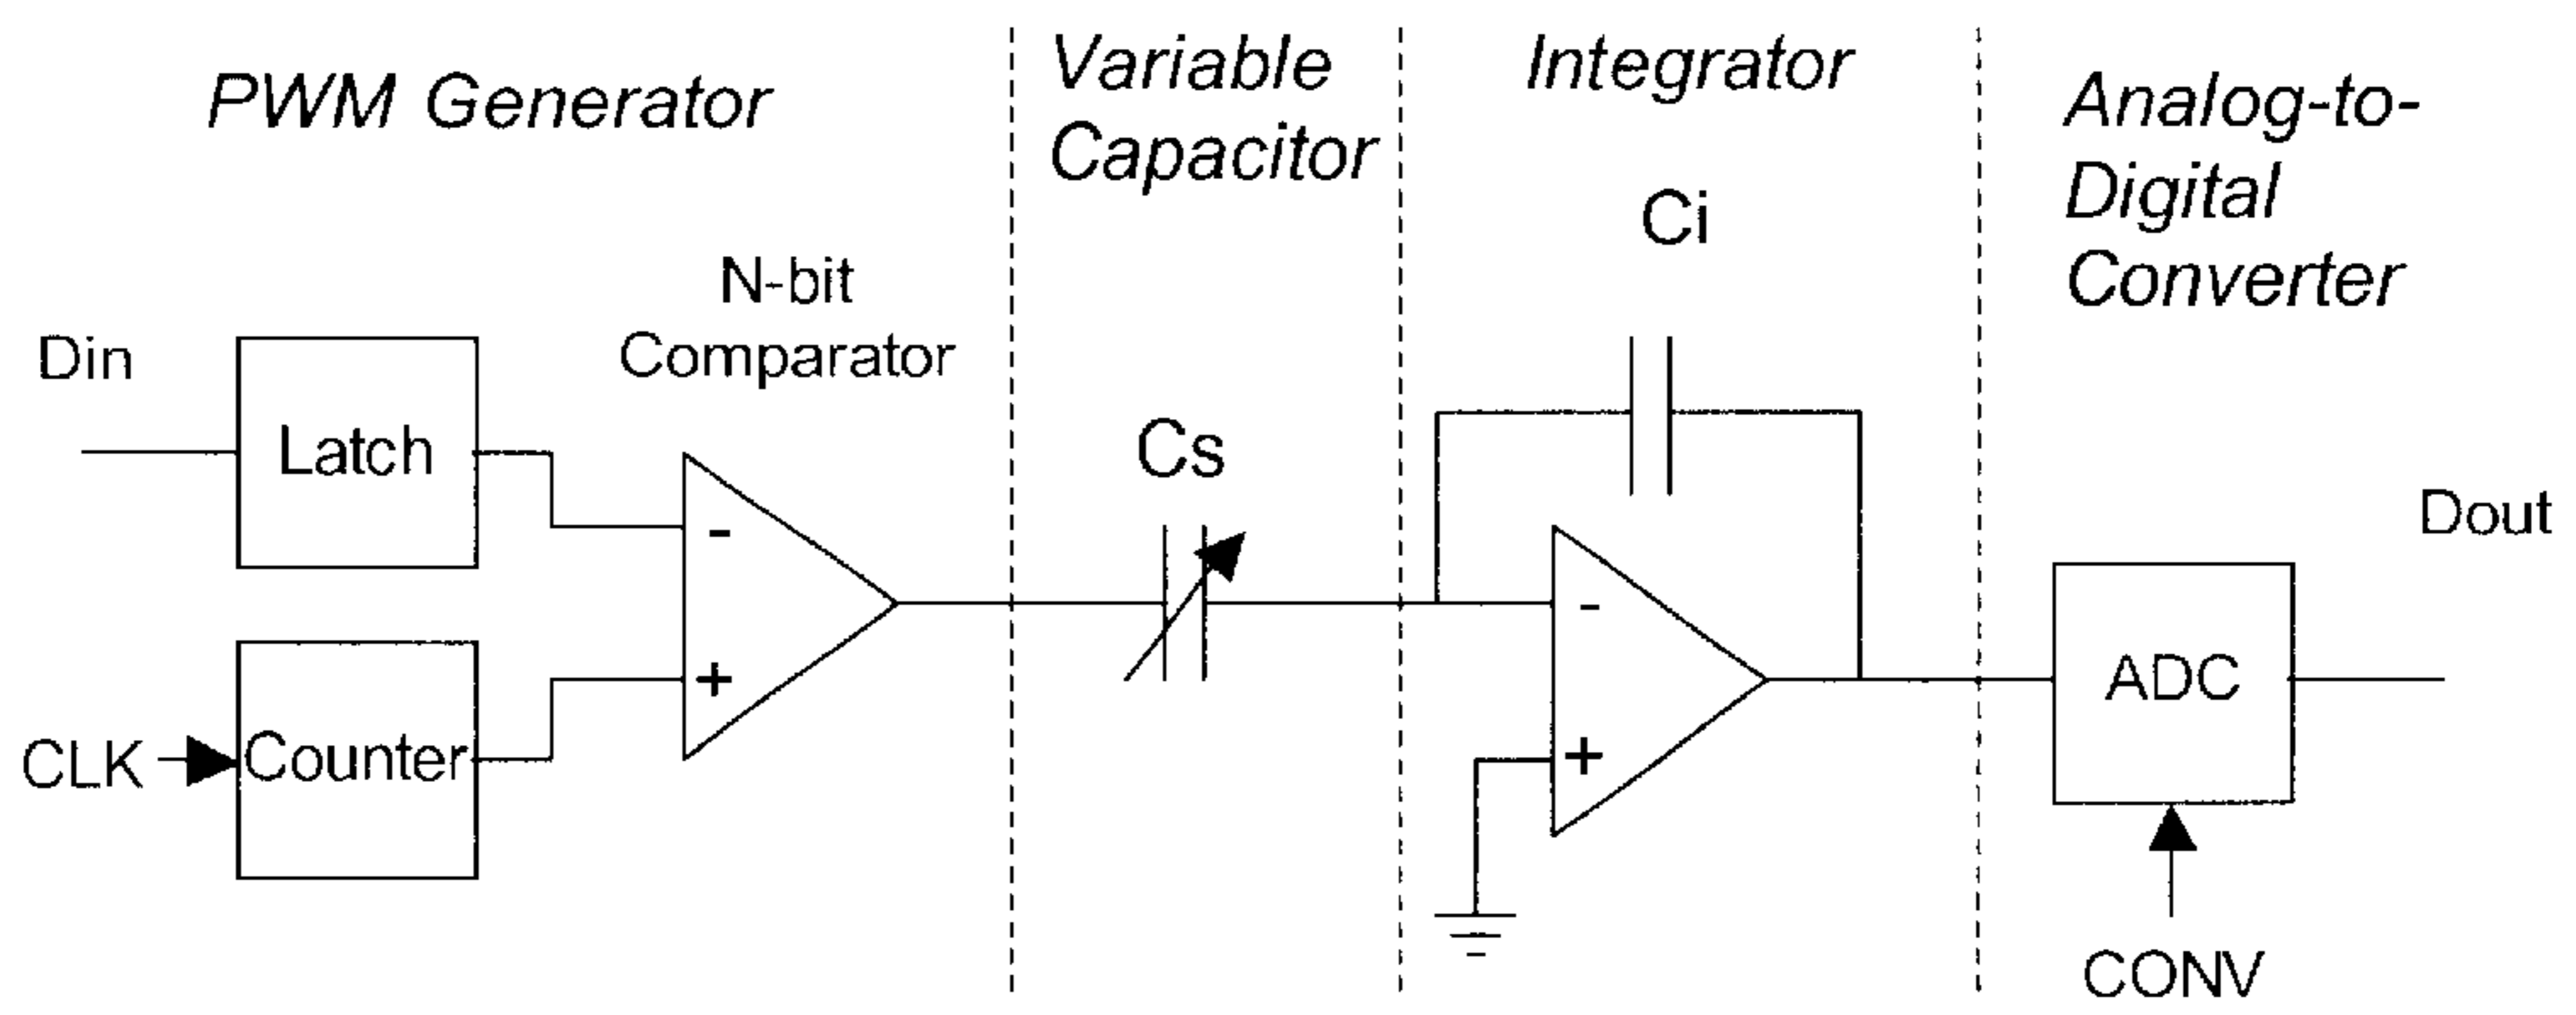 PWM Generator
Variable
Capacitor
Integrator
Analog-to-
Digital
Converter
Din
Latch
CLK
Counter
N-bit
Comparator
-
+
Cs
Ci
-
+
ADC
Dout
CONV